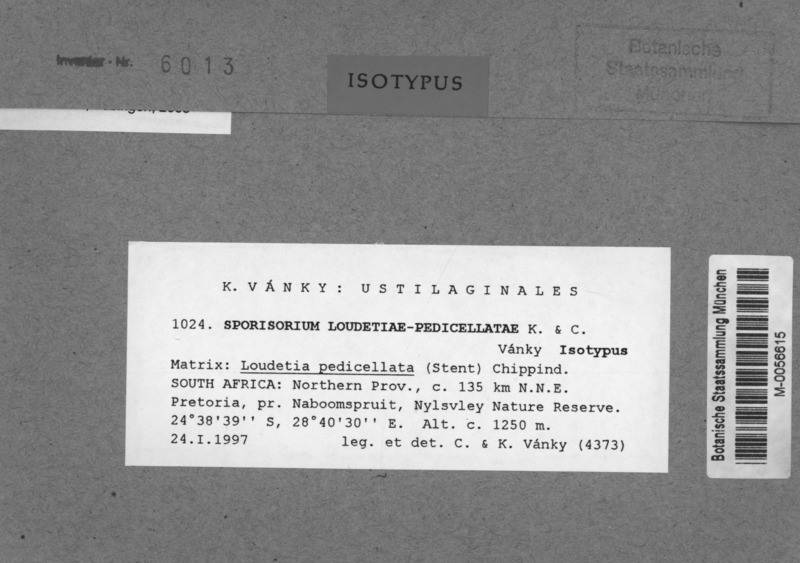 Inventar-Nr. 6013
ISOTYPUS
Botanische
Staatssammlung
München
K. VÁNKY: USTILAGINALES
1024. SPORISORIUM LOUDETIAE-PEDICELLATAE K. & C.
Vánky Isotypus
Matrix: Loudetia pedicellata (Stent) Chippind.
SOUTH AFRICA: Northern Prov., c. 135 km N.N.E.
Pretoria, pr. Naboomspruit, Nylsvley Nature Reserve.
24°38'39'' S, 28°40'30'' E. Alt. c. 1250 m.
24.I.1997 leg. et det. C. & K. Vánky (4373)
Botanische Staatssammlung München
M-0056615